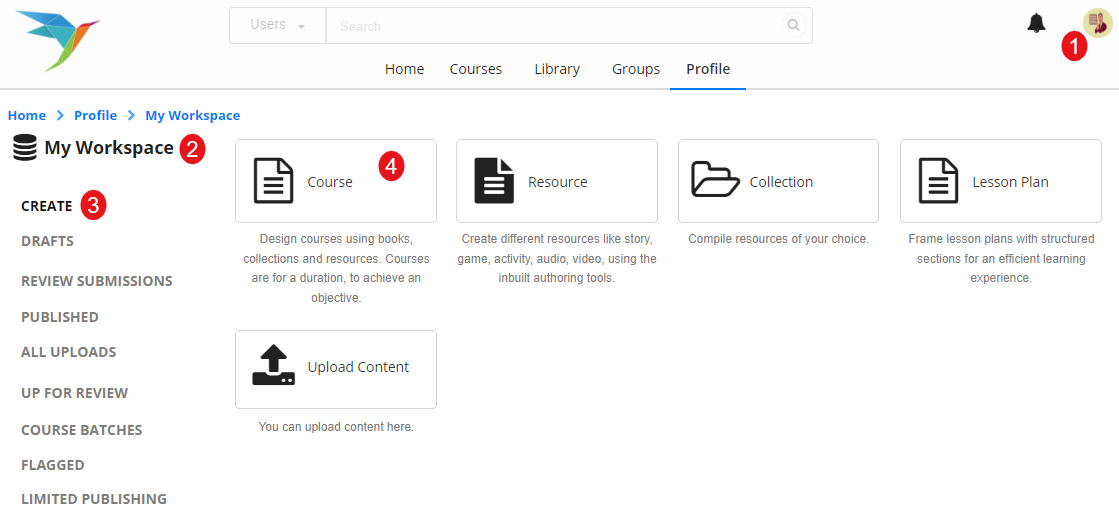 Users
Search
1
Home
Courses
Library
Groups
Profile
Home
Profile
My Workspace
My Workspace
2
CREATE
3
DRAFTS
REVIEW SUBMISSIONS
PUBLISHED
ALL UPLOADS
UP FOR REVIEW
COURSE BATCHES
FLAGGED
LIMITED PUBLISHING
Course
4
Design courses using books,
collections and resources. Courses
are for a duration, to achieve an
objective.
Resource
Create different resources like story,
game, activity, audio, video, using the
inbuilt authoring tools.
Collection
Compile resources of your choice.
Lesson Plan
Frame lesson plans with structured
sections for an efficient learning
experience.
Upload Content
You can upload content here.